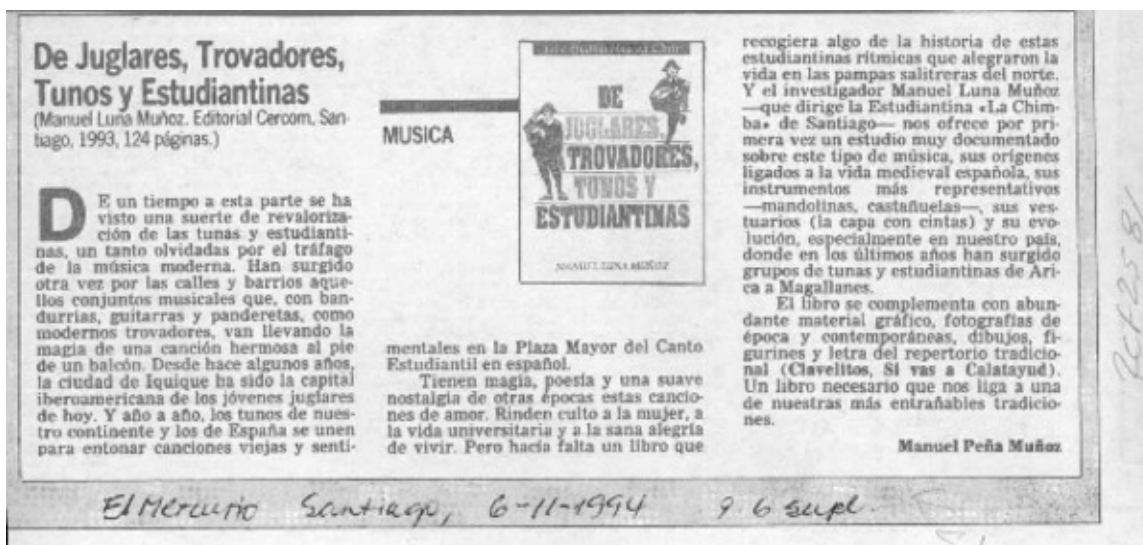 De Juglares, Trovadores,
Tunos y Estudiantinas
(Manuel Luna Muñoz. Editorial Cercom, San-
tiago, 1993, 124 páginas.)
DE un tiempo a esta parte se ha
visto una suerte de revaloriza-
ción de las tunas y estudianti-
nas, un tanto olvidadas por el tráfago
de la música moderna. Han surgido
otra vez por las calles y barrios aque-
llos conjuntos musicales que, con ban-
durrias, guitarras y panderetas, como
modernos trovadores, van llevando la
magia de una canción hermosa al pie
de un balcón. Desde hace algunos años,
la ciudad de Iquique ha sido la capital
iberoamericana de los jóvenes juglares
de hoy. Y año a año, los tunos de nues-
tro continente y los de España se unen
para entonar canciones viejas y senti-
MUSICA
DE
JUGLARES,
TROVADORES,
TUNOS Y
ESTUDIANTINAS
MANUEL LUNA MUÑOZ
mentales en la Plaza Mayor del Canto
Estudiantil en español.
Tienen magia, poesía y una suave
nostalgia de otras épocas estas cancio-
nes de amor. Rinden culto a la mujer, a
la vida universitaria y a la sana alegría
de vivir. Pero hacía falta un libro que
recogiera algo de la historia de estas
estudiantinas rítmicas que alegraron la
vida en las pampas salitreras del norte.
Y el investigador Manuel Luna Muñoz
—que dirige la Estudiantina «La Chim-
ba» de Santiago— nos ofrece por pri-
mera vez un estudio muy documentado
sobre este tipo de música, sus orígenes
ligados a la vida medieval española, sus
instrumentos más representativos
—mandolinas, castañuelas—, sus ves-
tuarios (la capa con cintas) y su evo-
lución, especialmente en nuestro país,
donde en los últimos años han surgido
grupos de tunas y estudiantinas de Ari-
ca a Magallanes.
El libro se complementa con abun-
dante material gráfico, fotografías de
época y contemporáneas, dibujos, fi-
gurines y letra del repertorio tradicio-
nal (Clavelitos, Si vas a Calatayud).
Un libro necesario que nos liga a una
de nuestras más entrañables tradicio-
nes.
Manuel Peña Muñoz
El Mercurio Santiago, 6-11-1994 p. 6 supl.